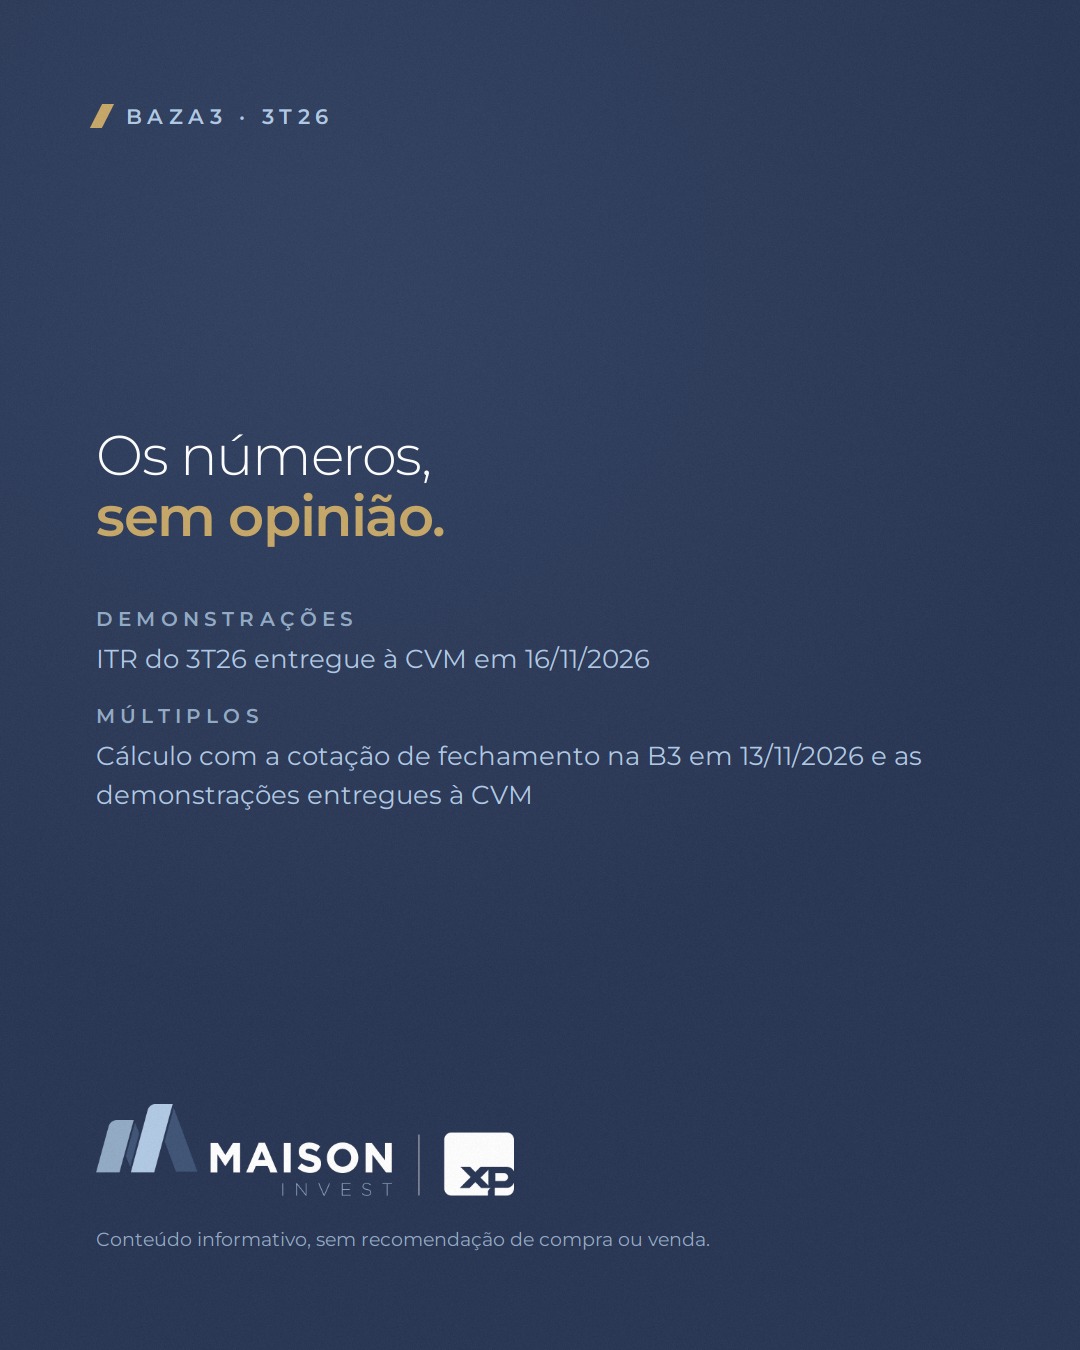 BAZA3 · 3T26
Os números,
sem opinião.
DEMONSTRAÇÕES
ITR do 3T26 entregue à CVM em 16/11/2026
MÚLTIPLOS
Cálculo com a cotação de fechamento na B3 em 13/11/2026 e as
demonstrações entregues à CVM
MAISON
INVEST
xp
Conteúdo informativo, sem recomendação de compra ou venda.